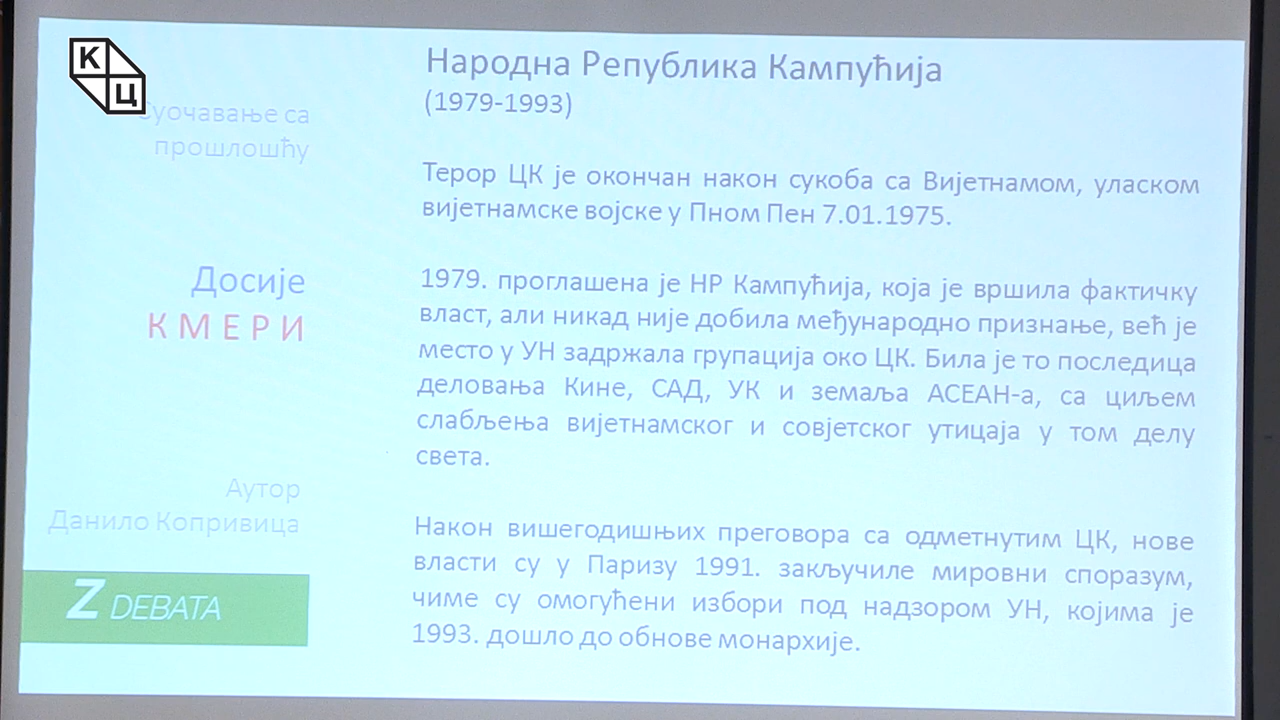 КЦ
Суочавање са
прошлошћу
Досије
КМЕРИ
Аутор
Данило Копривица
Z DEBATA
Народна Република Кампућија
(1979-1993)
Терор ЦК је окончан након сукоба са Вијетнамом, уласком
вијетнамске војске у Пном Пен 7.01.1975.
1979. проглашена је НР Кампућија, која је вршила фактичку
власт, али никад није добила међународно признање, већ је
место у УН задржала групација око ЦК. Била је то последица
деловања Кине, САД, УК и земаља АСЕАН-а, са циљем
слабљења вијетнамског и совјетског утицаја у том делу
света.
Након вишегодишњих преговора са одметнутим ЦК, нове
власти су у Паризу 1991. закључиле мировни споразум,
чиме су омогућени избори под надзором УН, којима је
1993. дошло до обнове монархије.